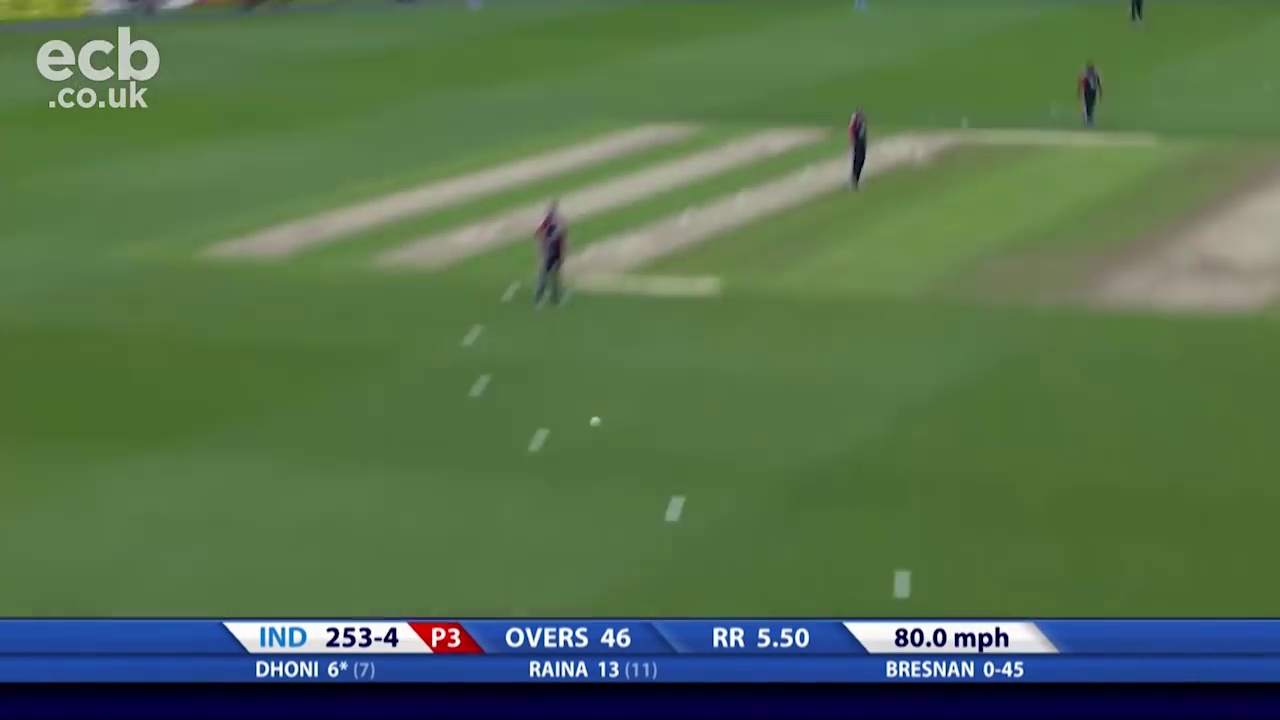 ecb
.co.uk
IND 253-4 P3 OVERS 46 RR 5.50 80.0 mph
DHONI 6* (7) RAINA 13 (11) BRESNAN 0-45